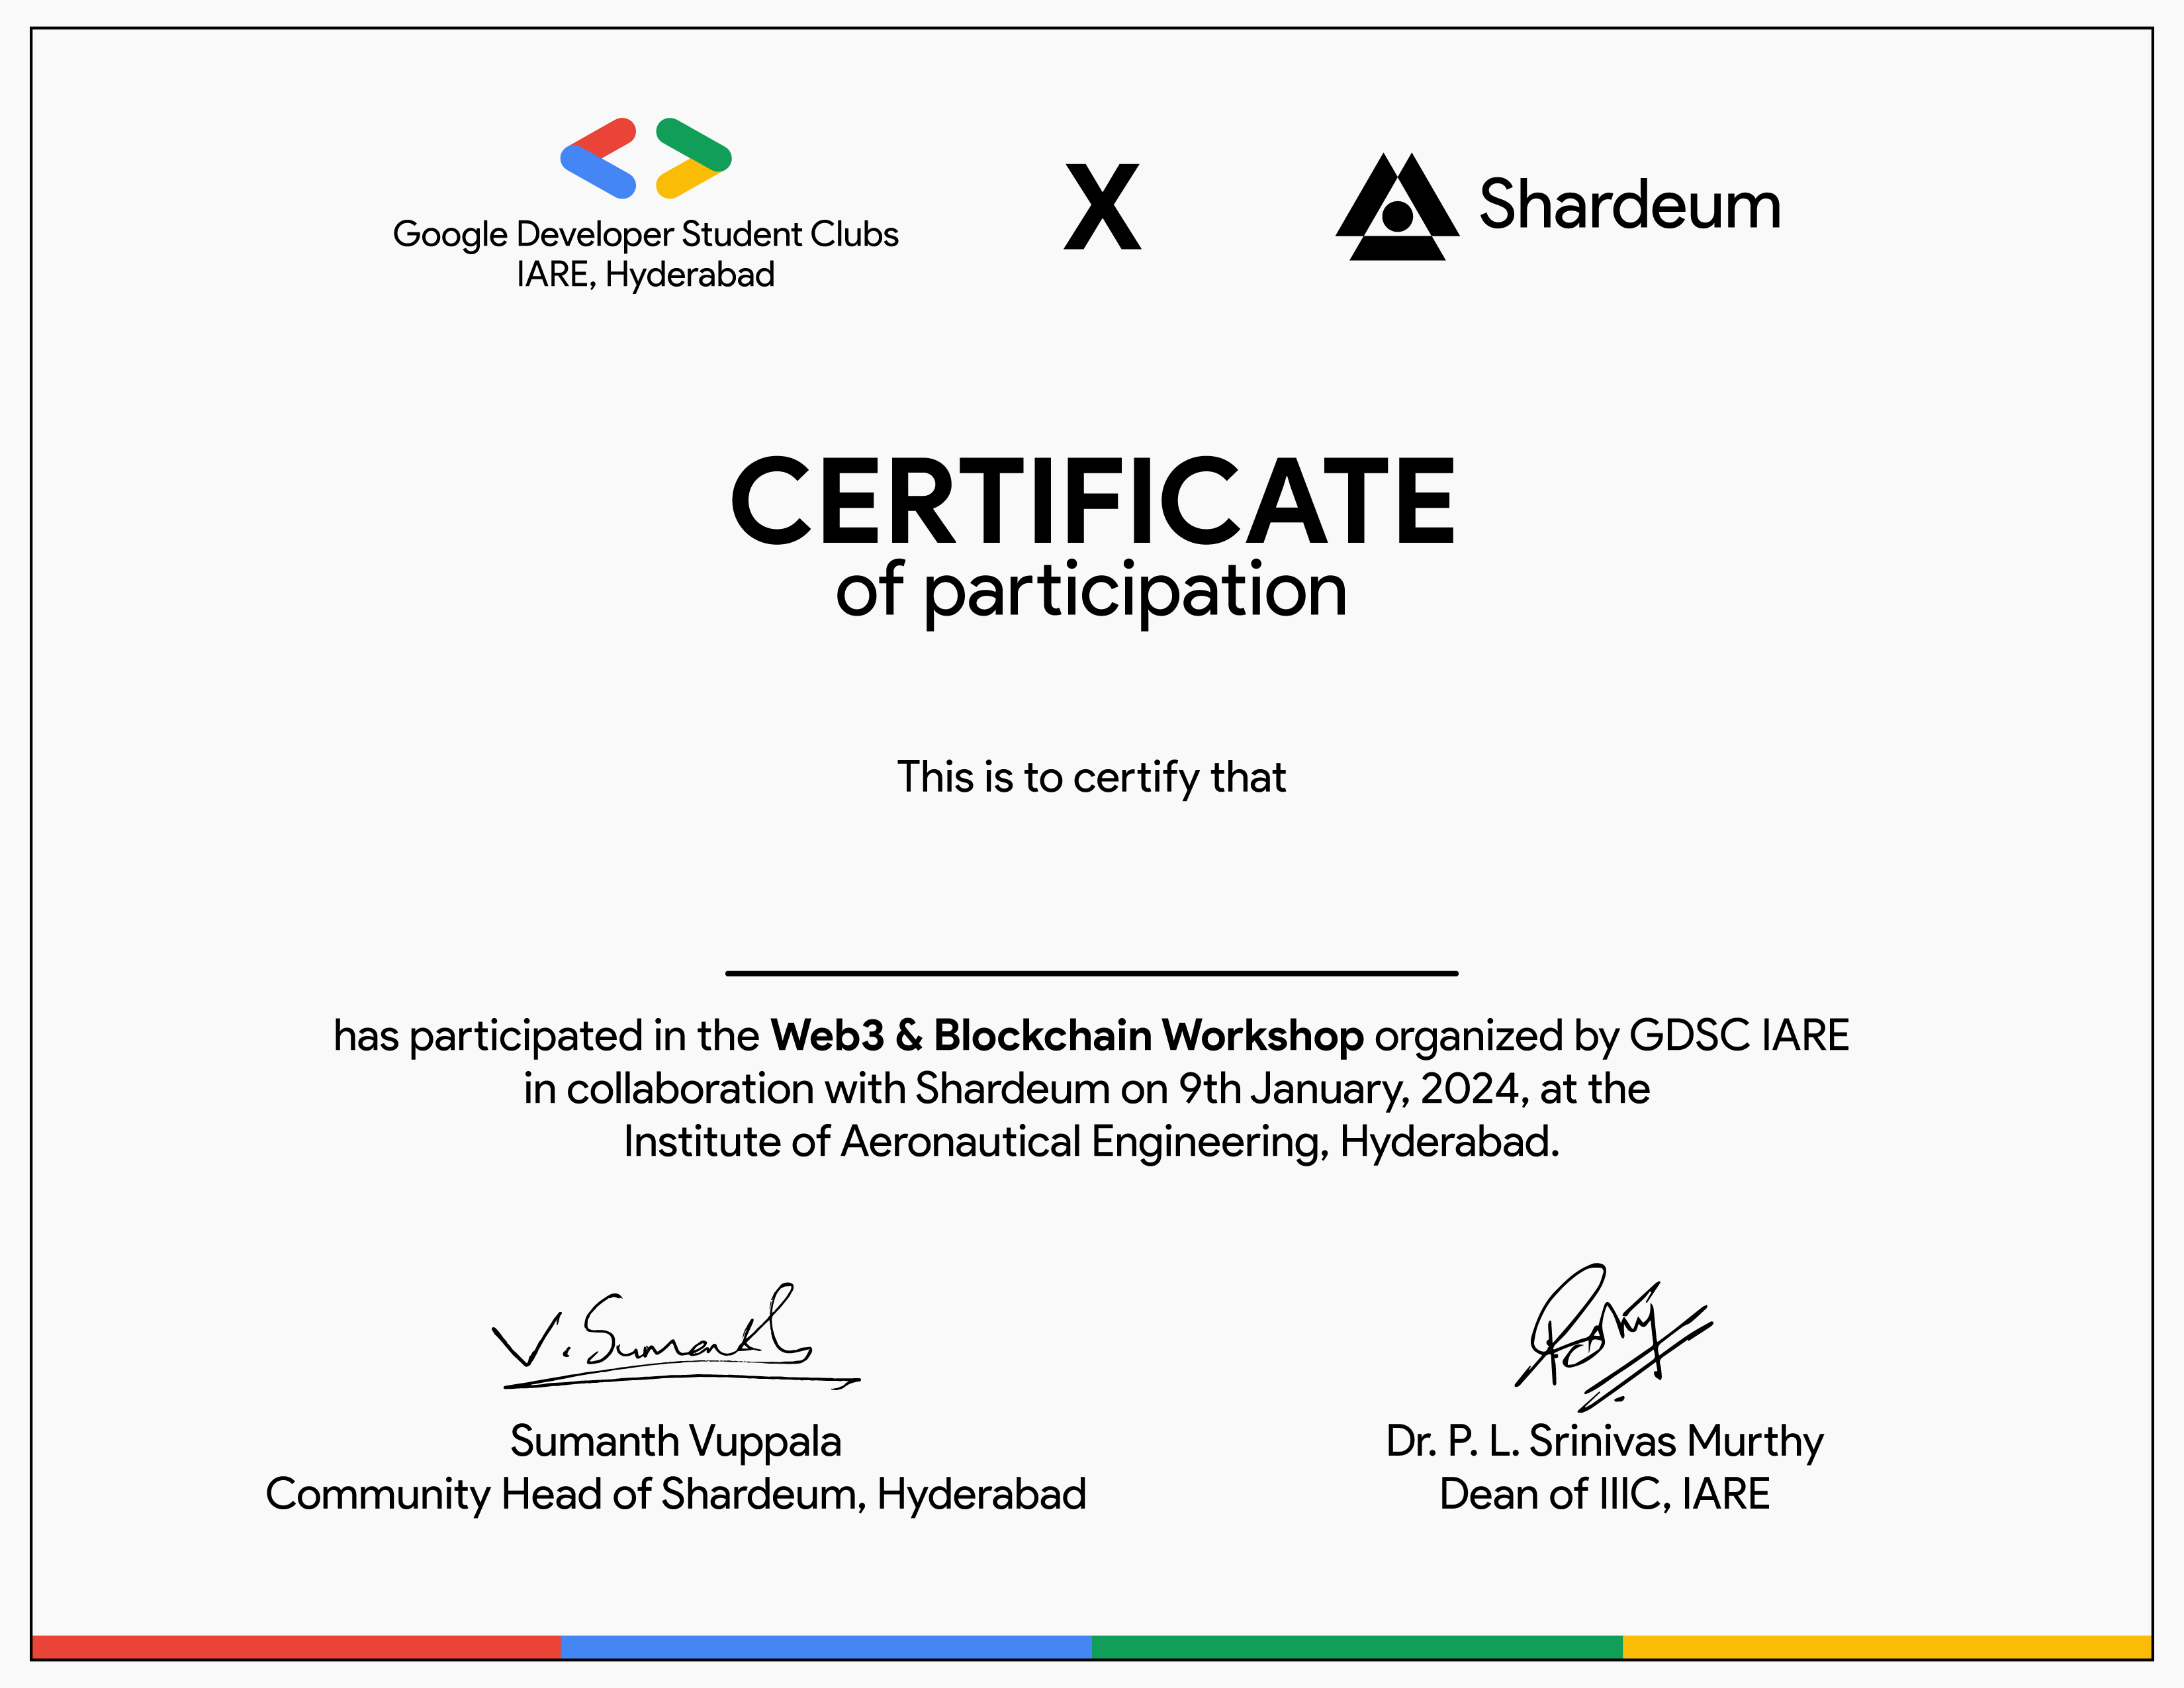 Google Developer Student Clubs
IARE, Hyderabad
X
Shardeum
CERTIFICATE
of participation
This is to certify that
has participated in the Web3 & Blockchain Workshop organized by GDSC IARE
in collaboration with Shardeum on 9th January, 2024, at the
Institute of Aeronautical Engineering, Hyderabad.
Sumanth Vuppala
Community Head of Shardeum, Hyderabad
Dr. P. L. Srinivas Murthy
Dean of IIIC, IARE